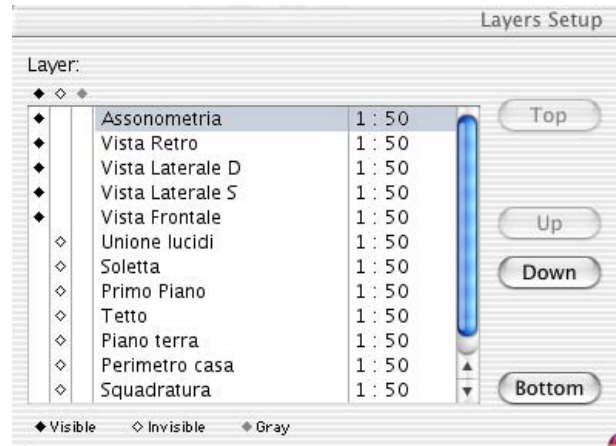 Layers Setup
Layer:
Assonometria 1 : 50 Top
Vista Retro 1 : 50
Vista Laterale D 1 : 50
Vista Laterale S 1 : 50
Vista Frontale 1 : 50 Up
Unione lucidi 1 : 50
Soletta 1 : 50 Down
Primo Piano 1 : 50
Tetto 1 : 50
Piano terra 1 : 50
Perimetro casa 1 : 50
Squadratura 1 : 50 Bottom
Visible Invisible Gray